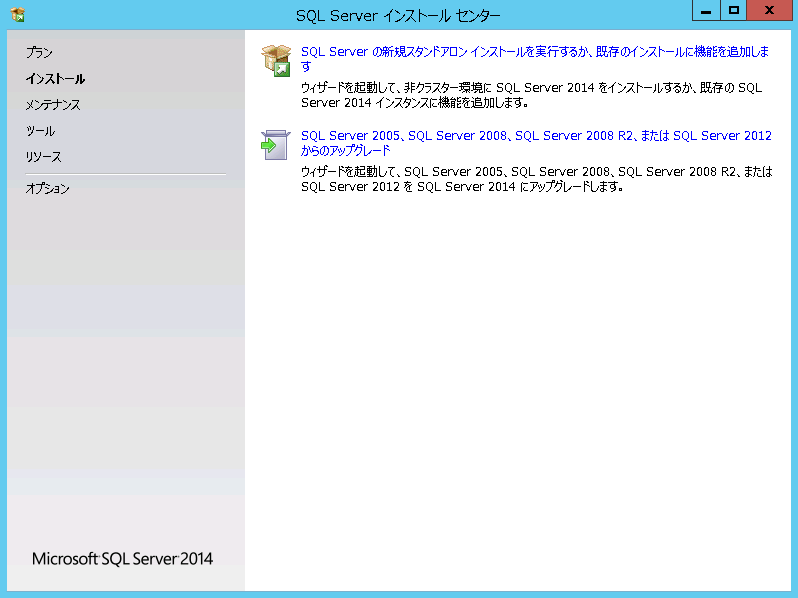 SQL Server インストール センター
プラン
インストール
メンテナンス
ツール
リソース
オプション
SQL Server の新規スタンドアロン インストールを実行するか、既存のインストールに機能を追加しま
す
ウィザードを起動して、非クラスター環境に SQL Server 2014 をインストールするか、既存の SQL
Server 2014 インスタンスに機能を追加します。
SQL Server 2005、SQL Server 2008、SQL Server 2008 R2、または SQL Server 2012
からのアップグレード
ウィザードを起動して、SQL Server 2005、SQL Server 2008、SQL Server 2008 R2、または
SQL Server 2012 を SQL Server 2014 にアップグレードします。
Microsoft SQL Server 2014